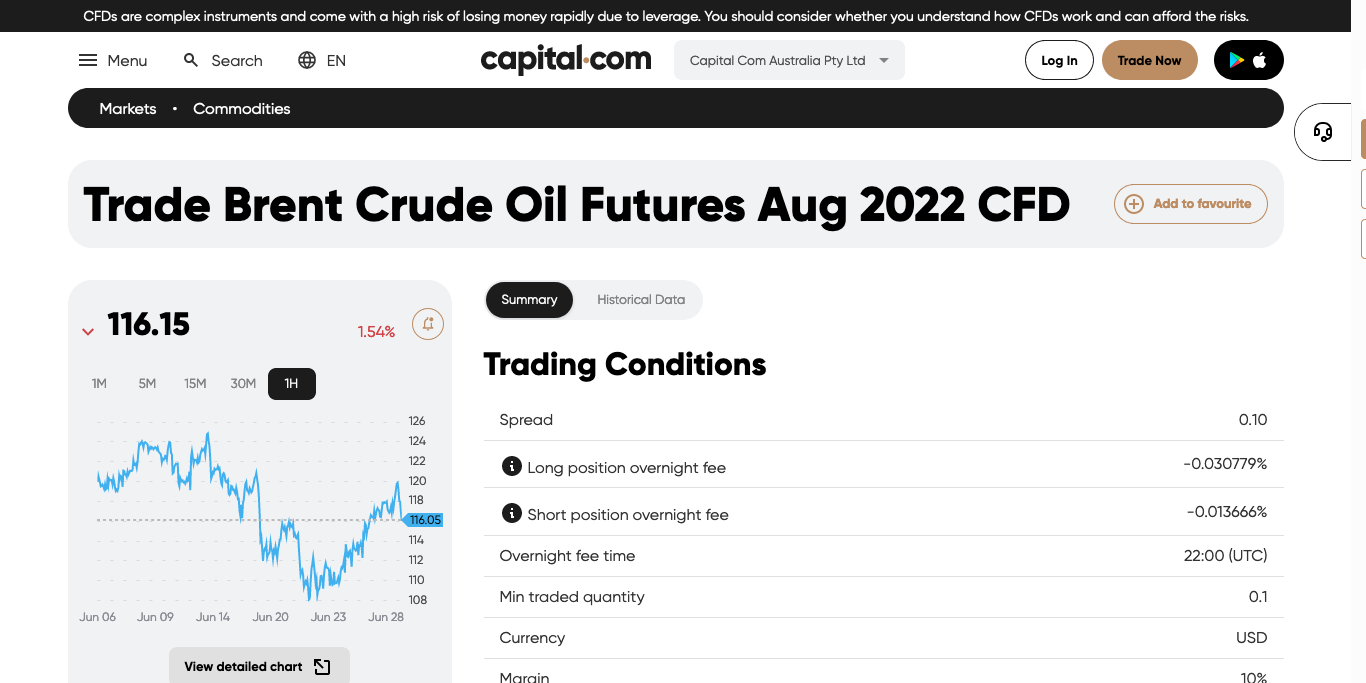 CFDs are complex instruments and come with a high risk of losing money rapidly due to leverage. You should consider whether you understand how CFDs work and can afford the risks.
Menu Search EN capital.com Capital Com Australia Pty Ltd Log In Trade Now
Markets • Commodities
Trade Brent Crude Oil Futures Aug 2022 CFD Add to favourite
116.15 1.54%
1M 5M 15M 30M 1H
126
124
122
120
118
116.05
114
112
110
108
Jun 06 Jun 09 Jun 14 Jun 20 Jun 23 Jun 28
View detailed chart
Summary Historical Data
Trading Conditions
Spread 0.10
Long position overnight fee -0.030779%
Short position overnight fee -0.013666%
Overnight fee time 22:00 (UTC)
Min traded quantity 0.1
Currency USD
Margin 10%